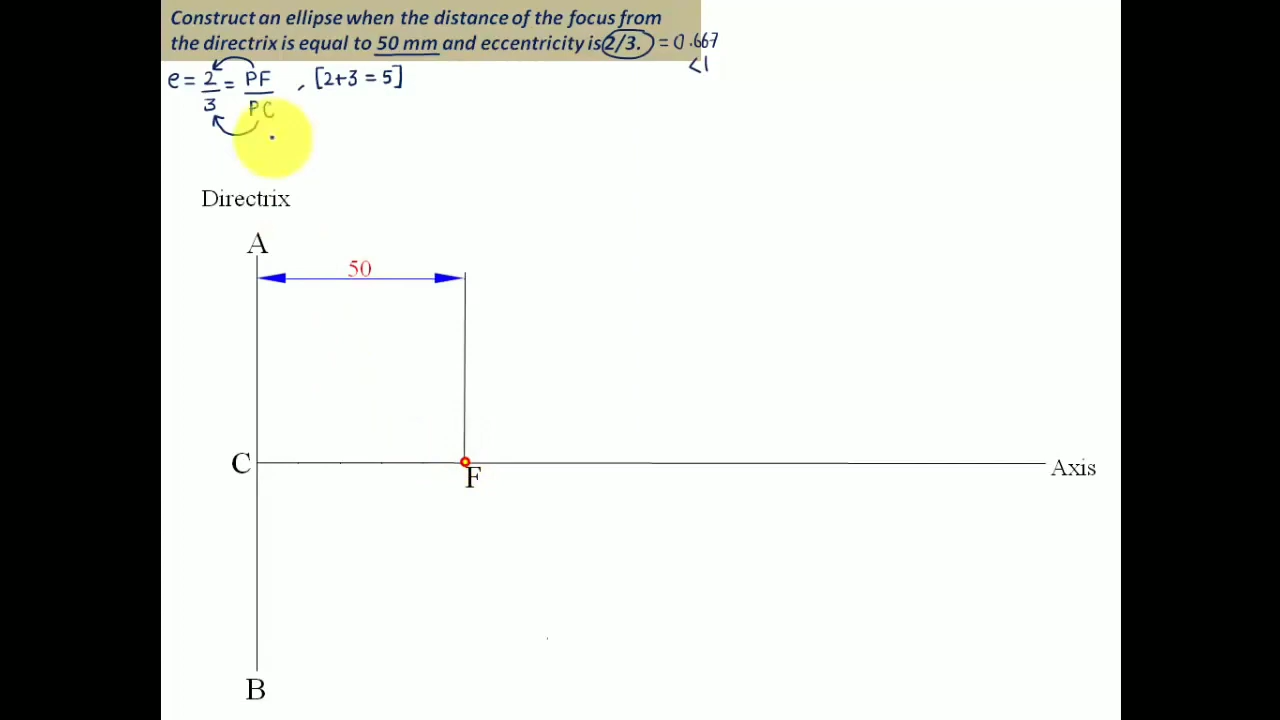 Construct an ellipse when the distance of the focus from
the directrix is equal to 50 mm and eccentricity is 2/3. = 0.667
<1
e = 2/3 = PF/PC , [2+3 = 5]
Directrix
A
50
C
F
Axis
B